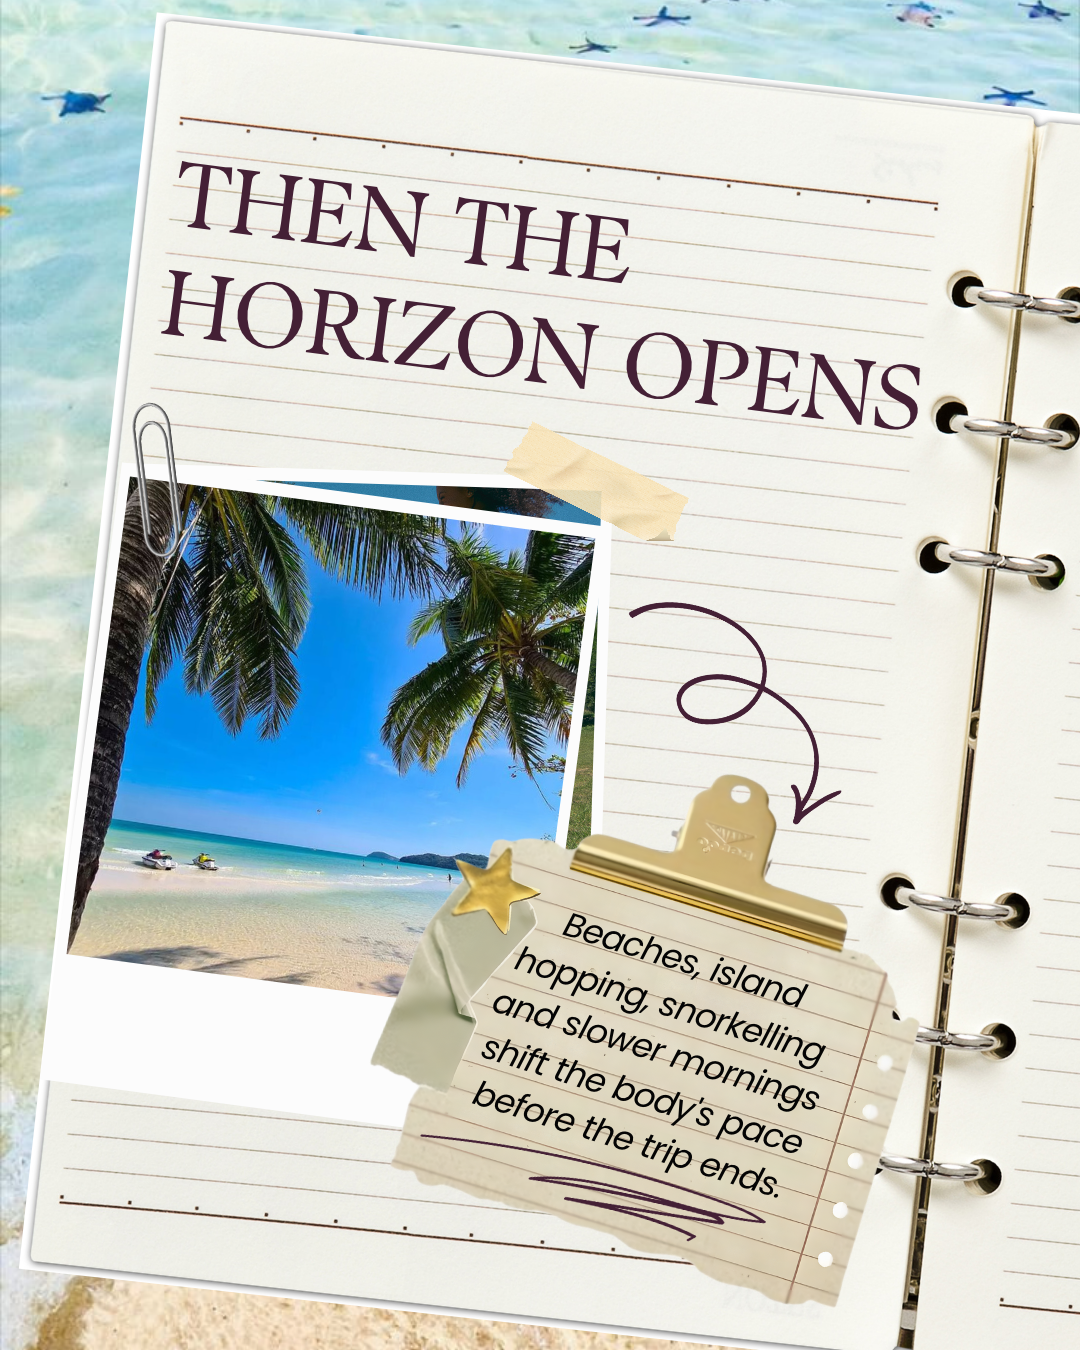 THEN THE
HORIZON OPENS
Beaches, island
hopping, snorkelling
and slower mornings
shift the body's pace
before the trip ends.